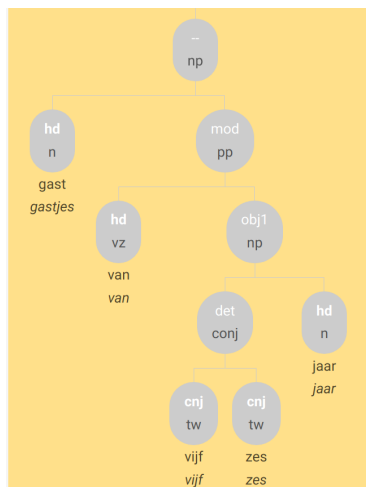 --
np
hd
n
gast
gastjes
mod
pp
hd
vz
van
van
obj1
np
det
conj
cnj
tw
vijf
vijf
cnj
tw
zes
zes
hd
n
jaar
jaar